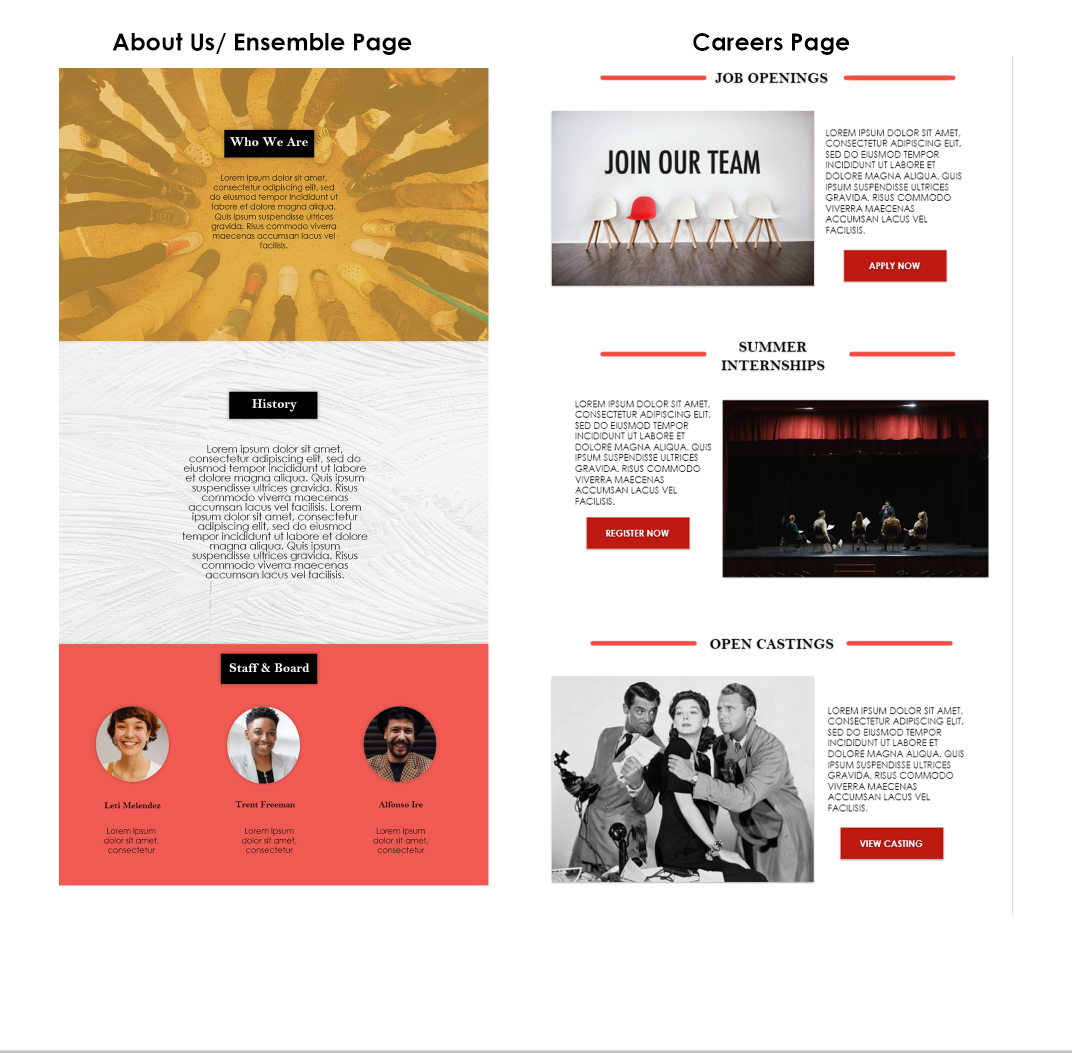 About Us/ Ensemble Page
Who We Are
Lorem ipsum dolor sit amet,
consectetur adipiscing elit, sed
do eiusmod tempor incididunt ut
labore et dolore magna aliqua.
Quis ipsum suspendisse ultrices
gravida. Risus commodo viverra
maecenas accumsan lacus vel
facilisis.
History
Lorem ipsum dolor sit amet,
consectetur adipiscing elit, sed do
eiusmod tempor incididunt ut labore
et dolore magna aliqua. Quis ipsum
suspendisse ultrices gravida. Risus
commodo viverra maecenas
accumsan lacus vel facilisis. Lorem
ipsum dolor sit amet, consectetur
adipiscing elit, sed do eiusmod
tempor incididunt ut labore et dolore
magna aliqua. Quis ipsum
suspendisse ultrices gravida. Risus
commodo viverra maecenas
accumsan lacus vel facilisis.
Staff & Board
Leti Melendez
Lorem ipsum
dolor sit amet,
consectetur
Trent Freeman
Lorem ipsum
dolor sit amet,
consectetur
Alfonso Ire
Lorem ipsum
dolor sit amet,
consectetur
Careers Page
JOB OPENINGS
JOIN OUR TEAM
LOREM IPSUM DOLOR SIT AMET,
CONSECTETUR ADIPISCING ELIT,
SED DO EIUSMOD TEMPOR
INCIDIDUNT UT LABORE ET
DOLORE MAGNA ALIQUA. QUIS
IPSUM SUSPENDISSE ULTRICES
GRAVIDA. RISUS COMMODO
VIVERRA MAECENAS
ACCUMSAN LACUS VEL
FACILISIS.
APPLY NOW
SUMMER
INTERNSHIPS
LOREM IPSUM DOLOR SIT AMET,
CONSECTETUR ADIPISCING ELIT,
SED DO EIUSMOD TEMPOR
INCIDIDUNT UT LABORE ET
DOLORE MAGNA ALIQUA. QUIS
IPSUM SUSPENDISSE ULTRICES
GRAVIDA. RISUS COMMODO
VIVERRA MAECENAS
ACCUMSAN LACUS VEL
FACILISIS.
REGISTER NOW
OPEN CASTINGS
LOREM IPSUM DOLOR SIT AMET,
CONSECTETUR ADIPISCING ELIT,
SED DO EIUSMOD TEMPOR
INCIDIDUNT UT LABORE ET
DOLORE MAGNA ALIQUA. QUIS
IPSUM SUSPENDISSE ULTRICES
GRAVIDA. RISUS COMMODO
VIVERRA MAECENAS
ACCUMSAN LACUS VEL
FACILISIS.
VIEW CASTING